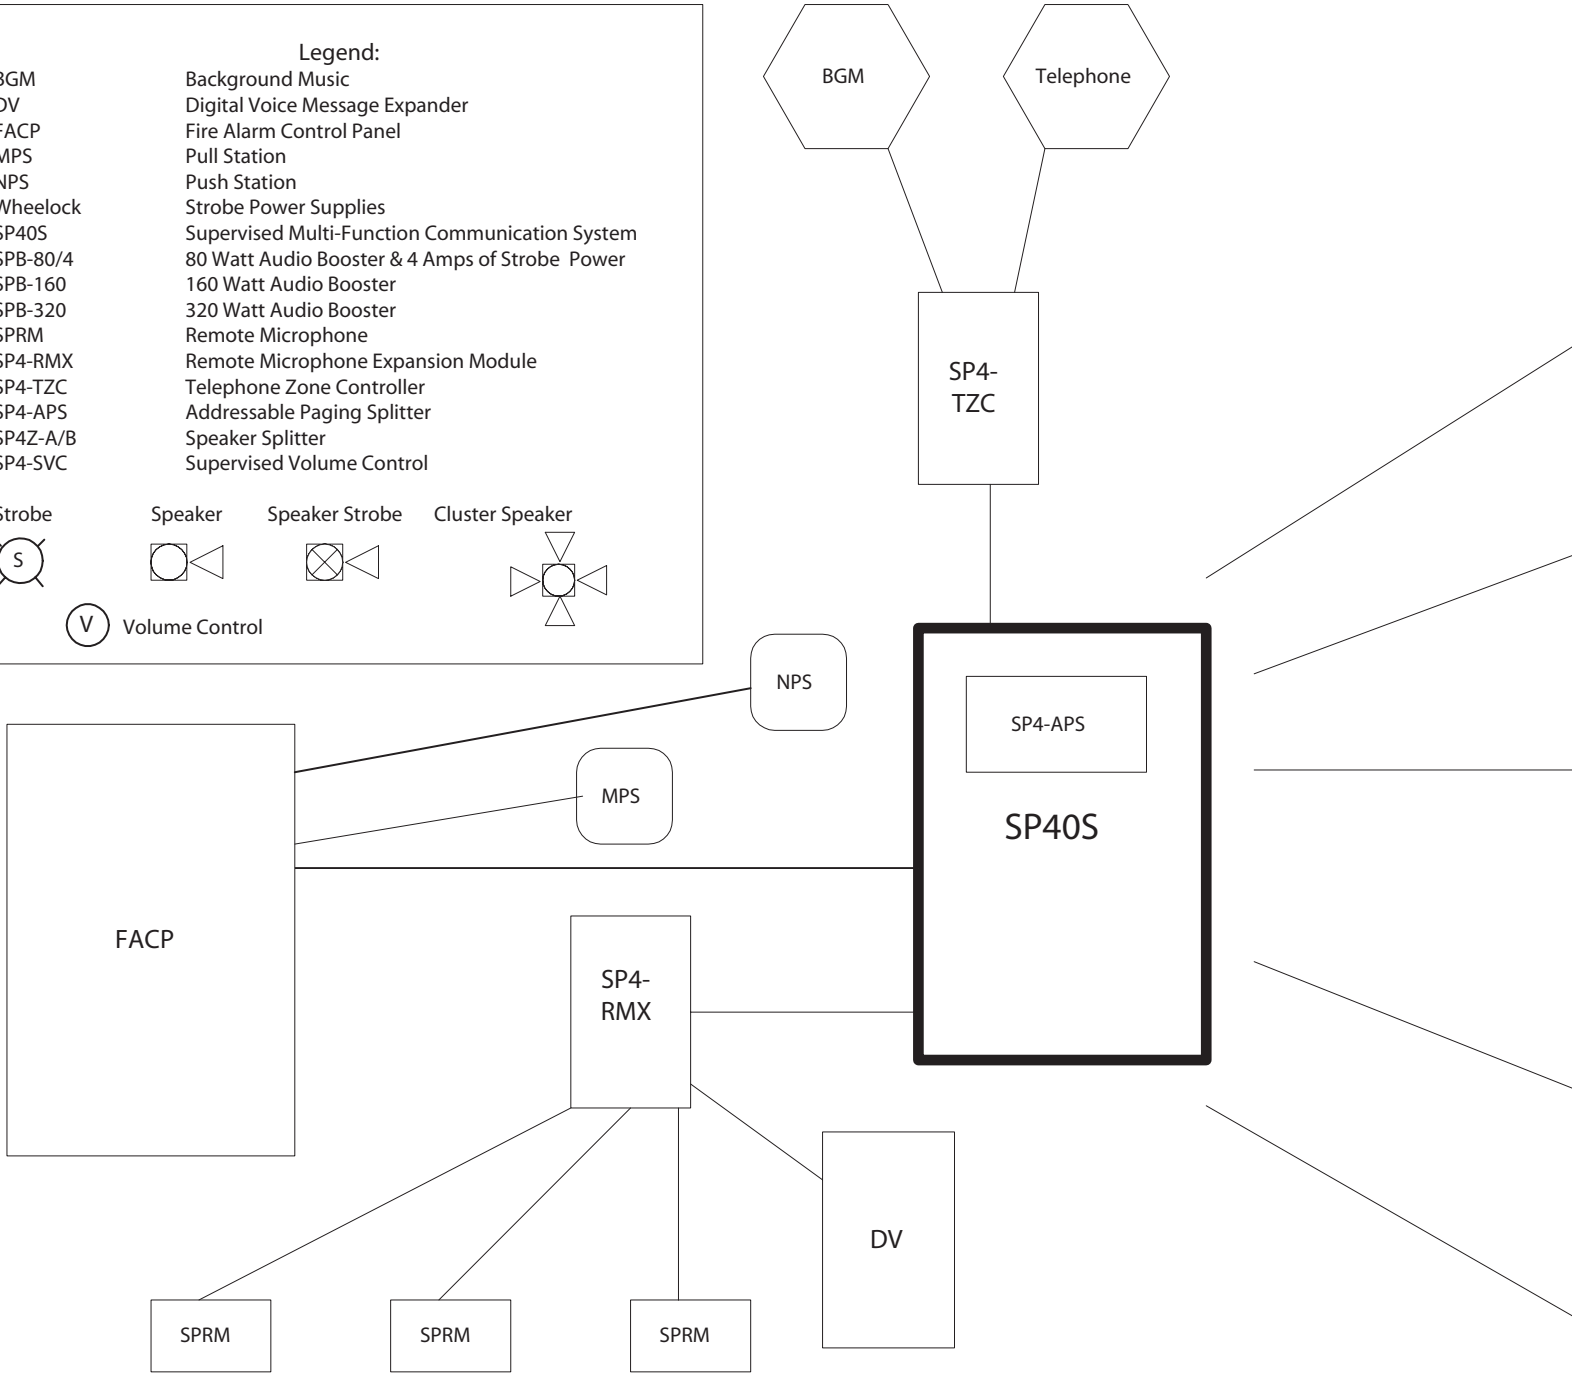 Legend:
BGM Background Music
DV Digital Voice Message Expander
FACP Fire Alarm Control Panel
MPS Pull Station
NPS Push Station
Wheelock Strobe Power Supplies
SP40S Supervised Multi-Function Communication System
SPB-80/4 80 Watt Audio Booster & 4 Amps of Strobe Power
SPB-160 160 Watt Audio Booster
SPB-320 320 Watt Audio Booster
SPRM Remote Microphone
SP4-RMX Remote Microphone Expansion Module
SP4-TZC Telephone Zone Controller
SP4-APS Addressable Paging Splitter
SP4Z-A/B Speaker Splitter
SP4-SVC Supervised Volume Control
Strobe Speaker Speaker Strobe Cluster Speaker
S
V Volume Control
BGM Telephone
SP4-
TZC
NPS
MPS
SP4-APS
SP40S
FACP
SP4-
RMX
DV
SPRM SPRM SPRM